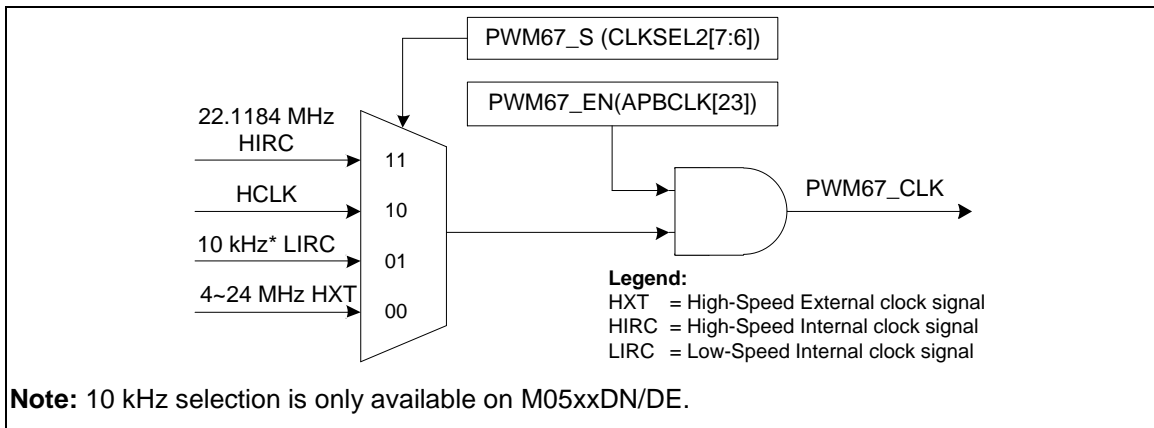 PWM67_S (CLKSEL2[7:6])
PWM67_EN(APBCLK[23])
22.1184 MHz
HIRC
11
HCLK
10
10 kHz* LIRC
01
4~24 MHz HXT
00
PWM67_CLK
Legend:
HXT = High-Speed External clock signal
HIRC = High-Speed Internal clock signal
LIRC = Low-Speed Internal clock signal
Note: 10 kHz selection is only available on M05xxDN/DE.